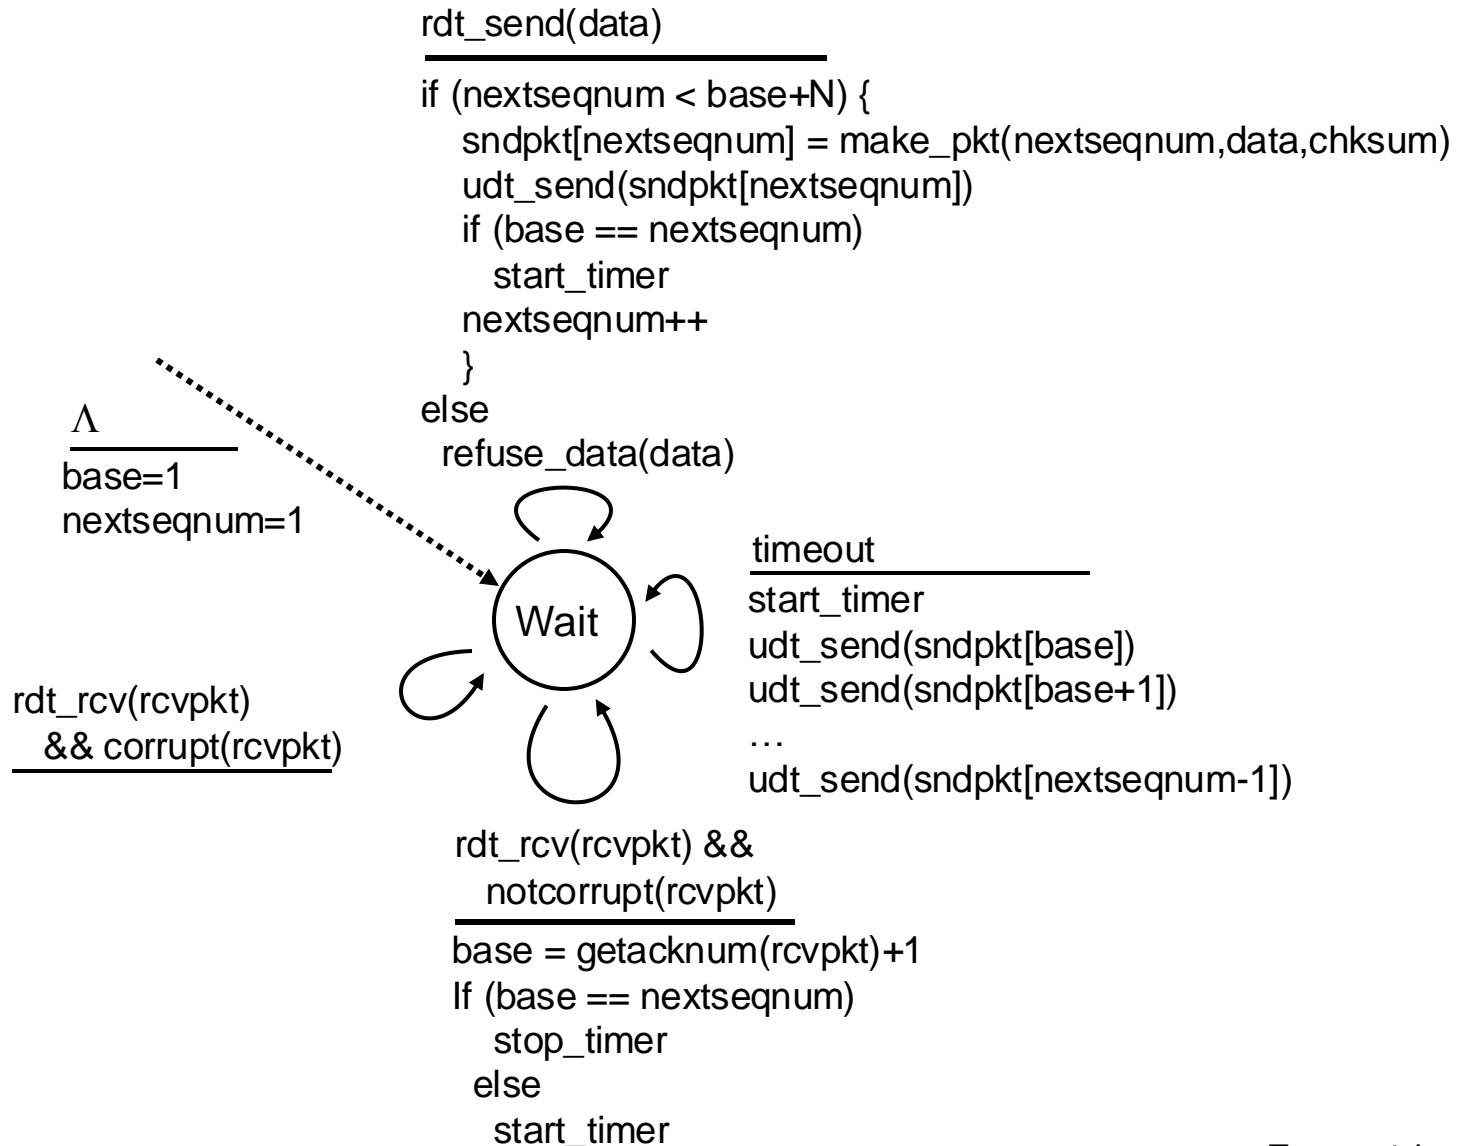 rdt_send(data)
if (nextseqnum < base+N) {
sndpkt[nextseqnum] = make_pkt(nextseqnum,data,chksum)
udt_send(sndpkt[nextseqnum])
if (base == nextseqnum)
start_timer
nextseqnum++
}
else
refuse_data(data)
Λ
base=1
nextseqnum=1
Wait
timeout
start_timer
udt_send(sndpkt[base])
udt_send(sndpkt[base+1])
…
udt_send(sndpkt[nextseqnum-1])
rdt_rcv(rcvpkt)
&& corrupt(rcvpkt)
rdt_rcv(rcvpkt) &&
notcorrupt(rcvpkt)
base = getacknum(rcvpkt)+1
If (base == nextseqnum)
stop_timer
else
start_timer